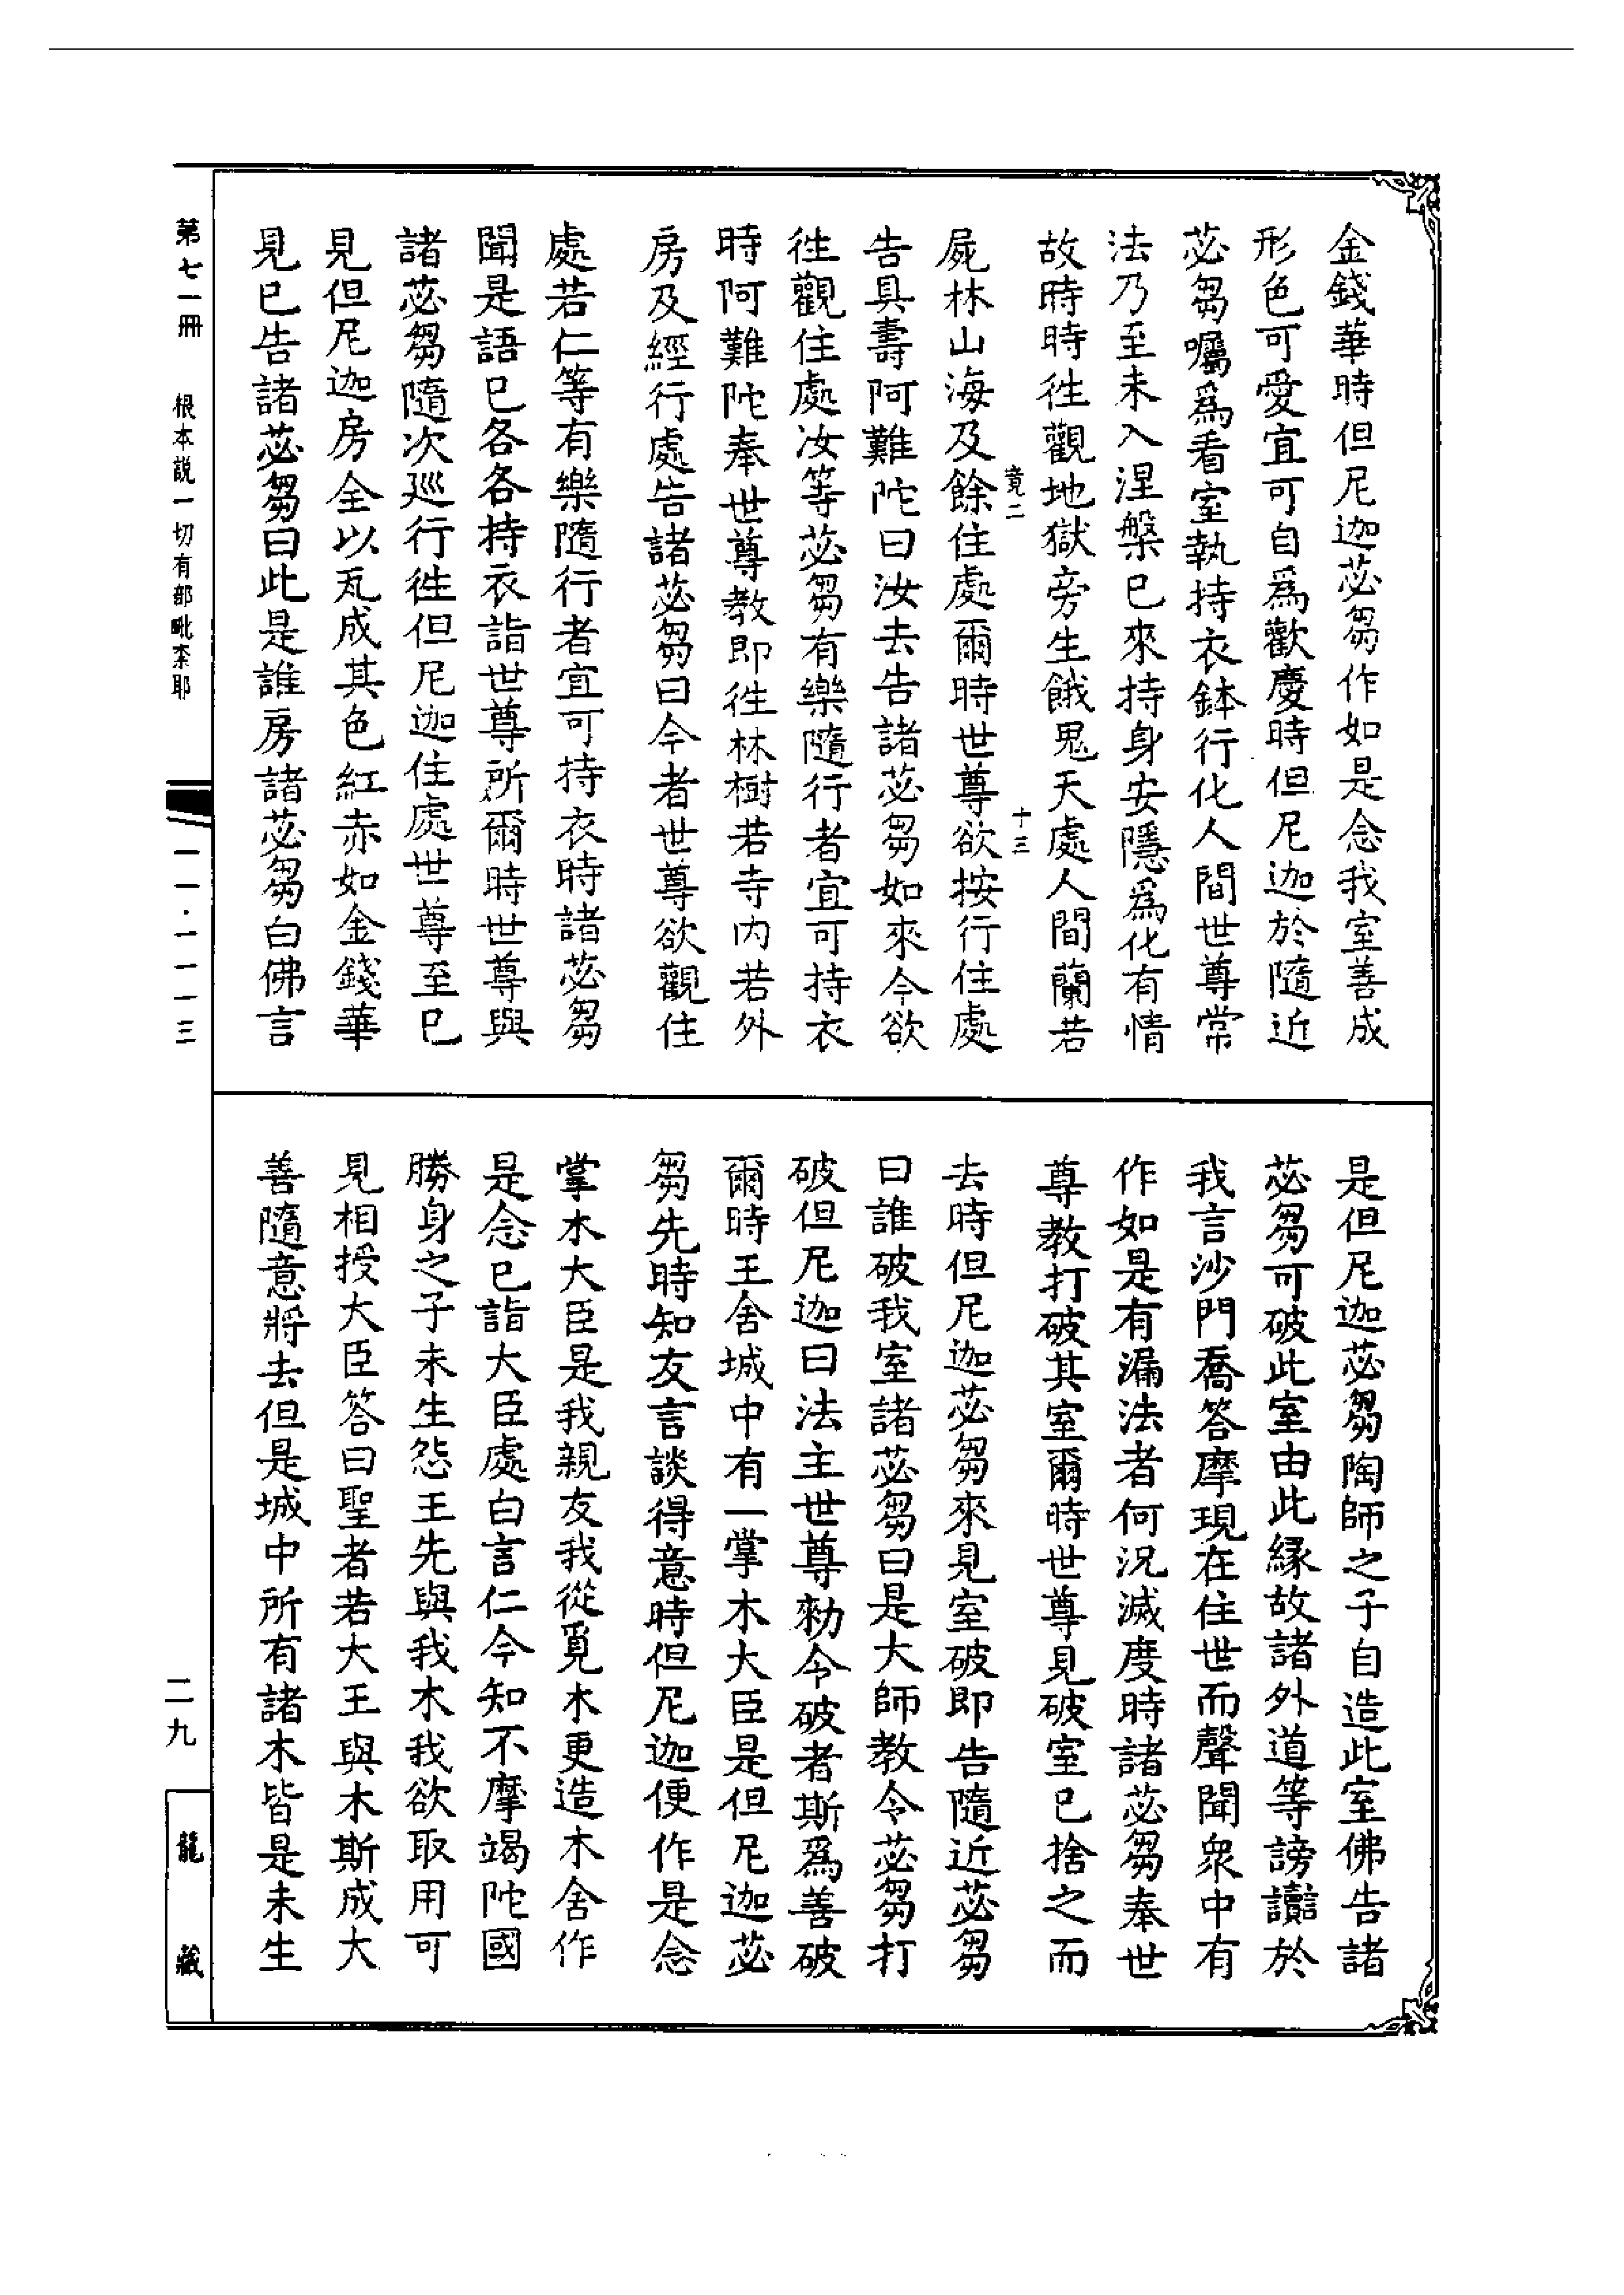 金錢華時但尼迦苾芻作如是念我室善成
形色可愛宜可自爲歡慶時但尼迦於隨近
苾芻囑爲看室執持衣鉢行化人間世尊常
法乃至未入涅槃已來持身安隱爲化有情
故時時徃觀地獄旁生餓鬼天處人間蘭若
竟二
十三
屍林山海及餘住處爾時世尊欲按行住處
告具壽阿難陀曰汝去告諸苾芻如來今欲
徃觀住處汝等苾芻有樂隨行者宜可持衣
時阿難陀奉世尊教即徃林樹若寺內若外
房及經行處告諸苾芻曰今者世尊欲觀住
處若仁等有樂隨行者宜可持衣時諸苾芻
聞是語已各各持衣詣世尊所爾時世尊與
諸苾芻隨次巡行徃但尼迦住處世尊至已
見但尼迦房全以瓦成其色紅赤如金錢華
見已告諸苾芻曰此是誰房諸苾芻白佛言
是但尼迦苾芻陶師之子自造此室佛告諸
苾芻可破此室由此緣故諸外道等謗讟於
我言沙門喬答摩現在住世而聲聞衆中有
作如是有漏法者何況滅度時諸苾芻奉世
尊教打破其室爾時世尊見破室已捨之而
去時但尼迦苾芻來見室破即告隨近苾芻
曰誰破我室諸苾芻曰是大師教令苾芻打
破但尼迦曰法主世尊勑令破者斯爲善破
爾時王舍城中有一掌木大臣是但尼迦苾
芻先時知友言談得意時但尼迦便作是念
掌木大臣是我親友我從覓木更造木舍作
是念已詣大臣處白言仁今知不摩竭陀國
勝身之子未生怨王先與我木我欲取用可
見相授大臣答曰聖者若大王與木斯成大
善隨意將去但是城中所有諸木皆是未生
第七一冊
根本説一切有部毗柰耶
一一·一一一三
二九
龍藏